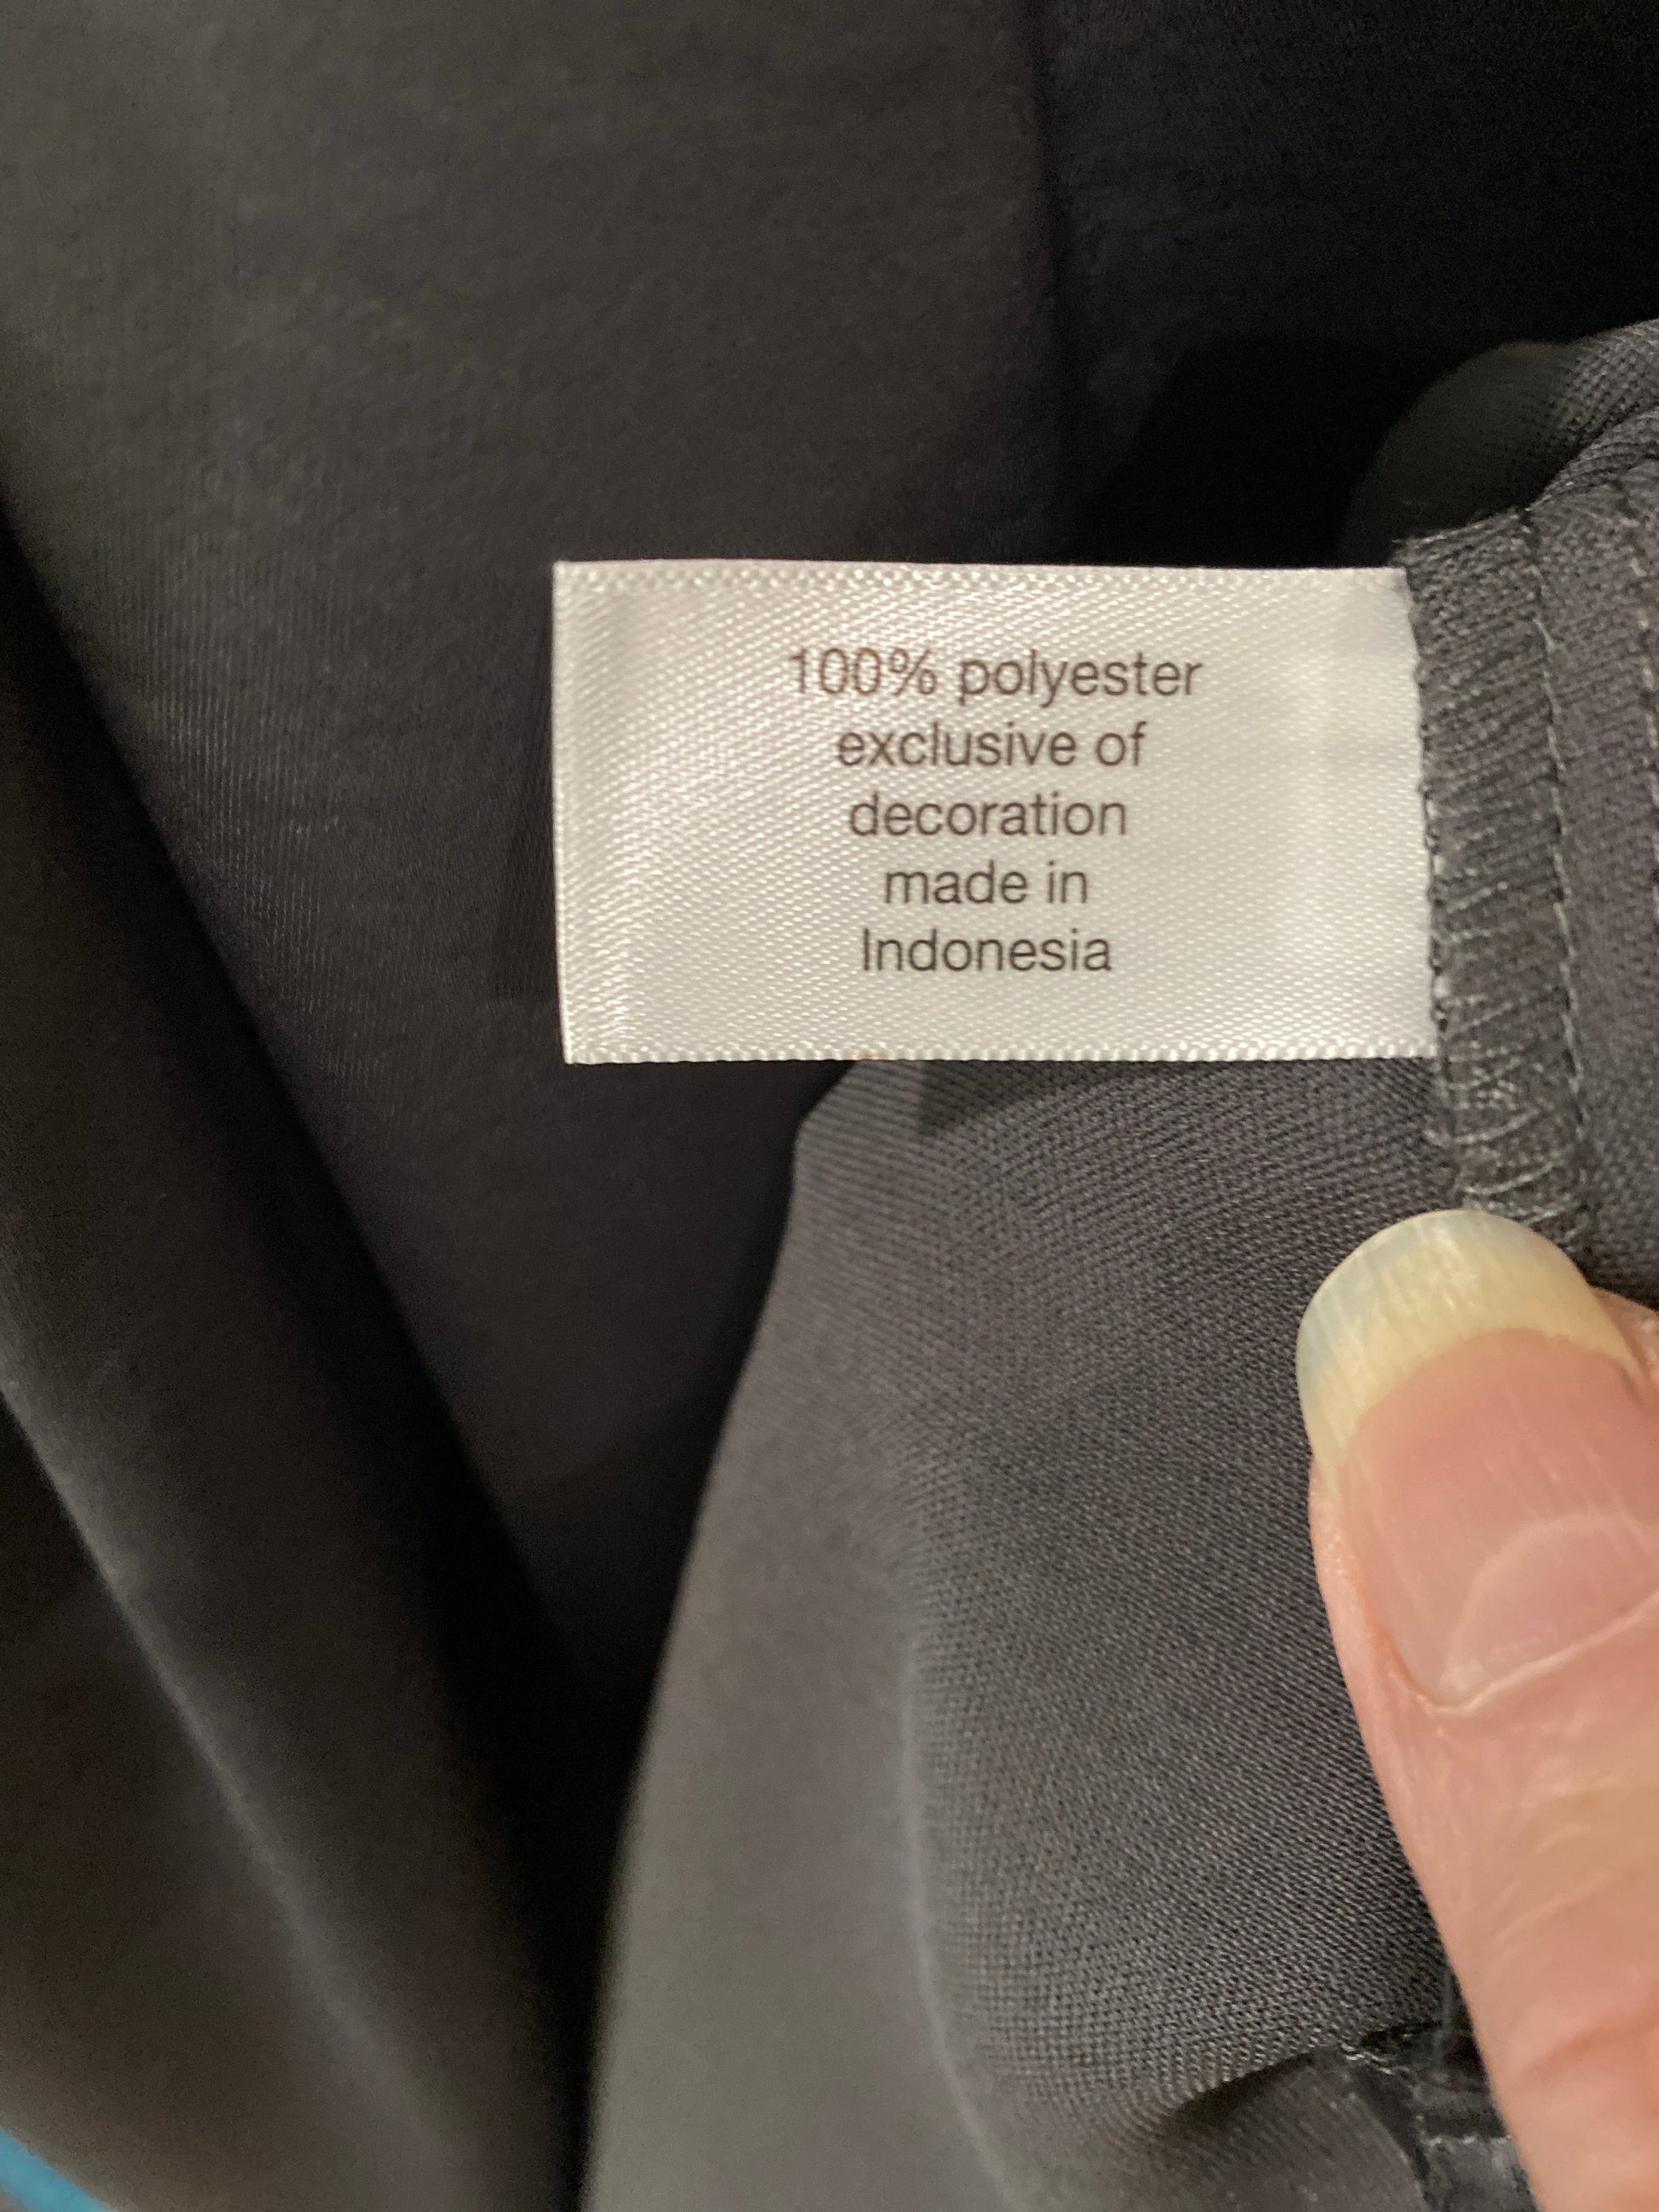 100% polyester
exclusive of
decoration
made in
Indonesia